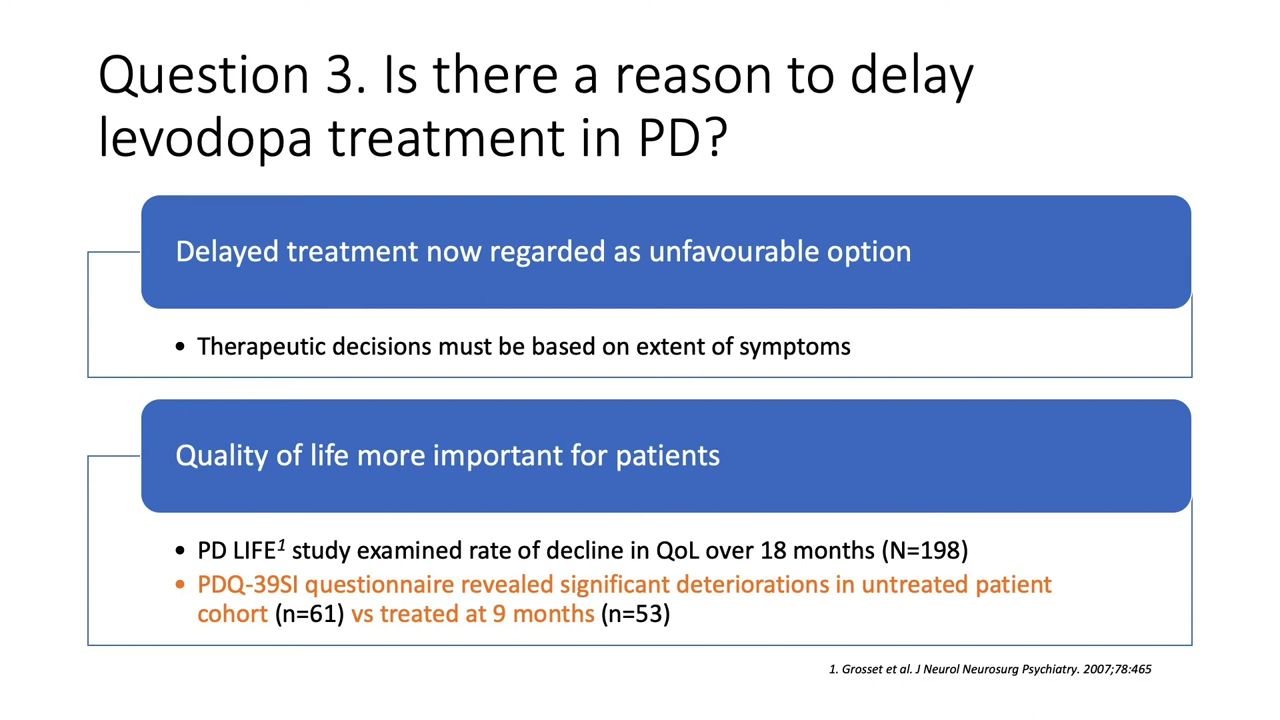 Question 3. Is there a reason to delay
levodopa treatment in PD?
Delayed treatment now regarded as unfavourable option
• Therapeutic decisions must be based on extent of symptoms
Quality of life more important for patients
• PD LIFE¹ study examined rate of decline in QoL over 18 months (N=198)
• PDQ-39SI questionnaire revealed significant deteriorations in untreated patient
cohort (n=61) vs treated at 9 months (n=53)
1. Grosset et al. J Neurol Neurosurg Psychiatry. 2007;78:465